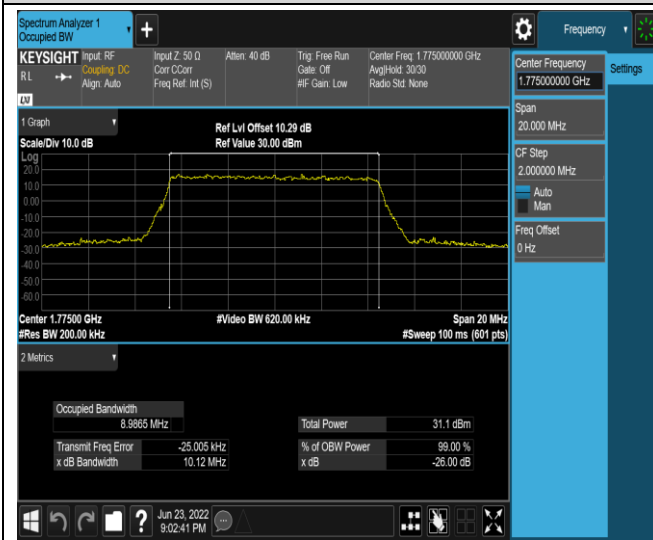 Spectrum Analyzer 1
Occupied BW
+
Frequency
KEYSIGHT
Input: RF
Input Z: 50 Ω
Atten: 40 dB
Trig: Free Run
Center Freq: 1.775000000 GHz
RL
Coupling: DC
Corr CCorr
Gate: Off
Avg|Hold: 30/30
Align: Auto
Freq Ref: Int (S)
#IF Gain: Low
Radio Std: None
LXI
Center Frequency
1.775000000 GHz
Settings
Span
20.000 MHz
CF Step
2.000000 MHz
Auto
Man
Freq Offset
0 Hz
1 Graph
Ref Lvl Offset 10.29 dB
Scale/Div 10.0 dB
Ref Value 30.00 dBm
Log
20.0
10.0
0.00
-10.0
-20.0
-30.0
-40.0
-50.0
-60.0
Center 1.77500 GHz
#Video BW 620.00 kHz
Span 20 MHz
#Res BW 200.00 kHz
#Sweep 100 ms (601 pts)
2 Metrics
Occupied Bandwidth
8.9865 MHz
Total Power
31.1 dBm
Transmit Freq Error
-25.005 kHz
% of OBW Power
99.00 %
x dB Bandwidth
10.12 MHz
x dB
-26.00 dB
?
Jun 23, 2022
9:02:41 PM